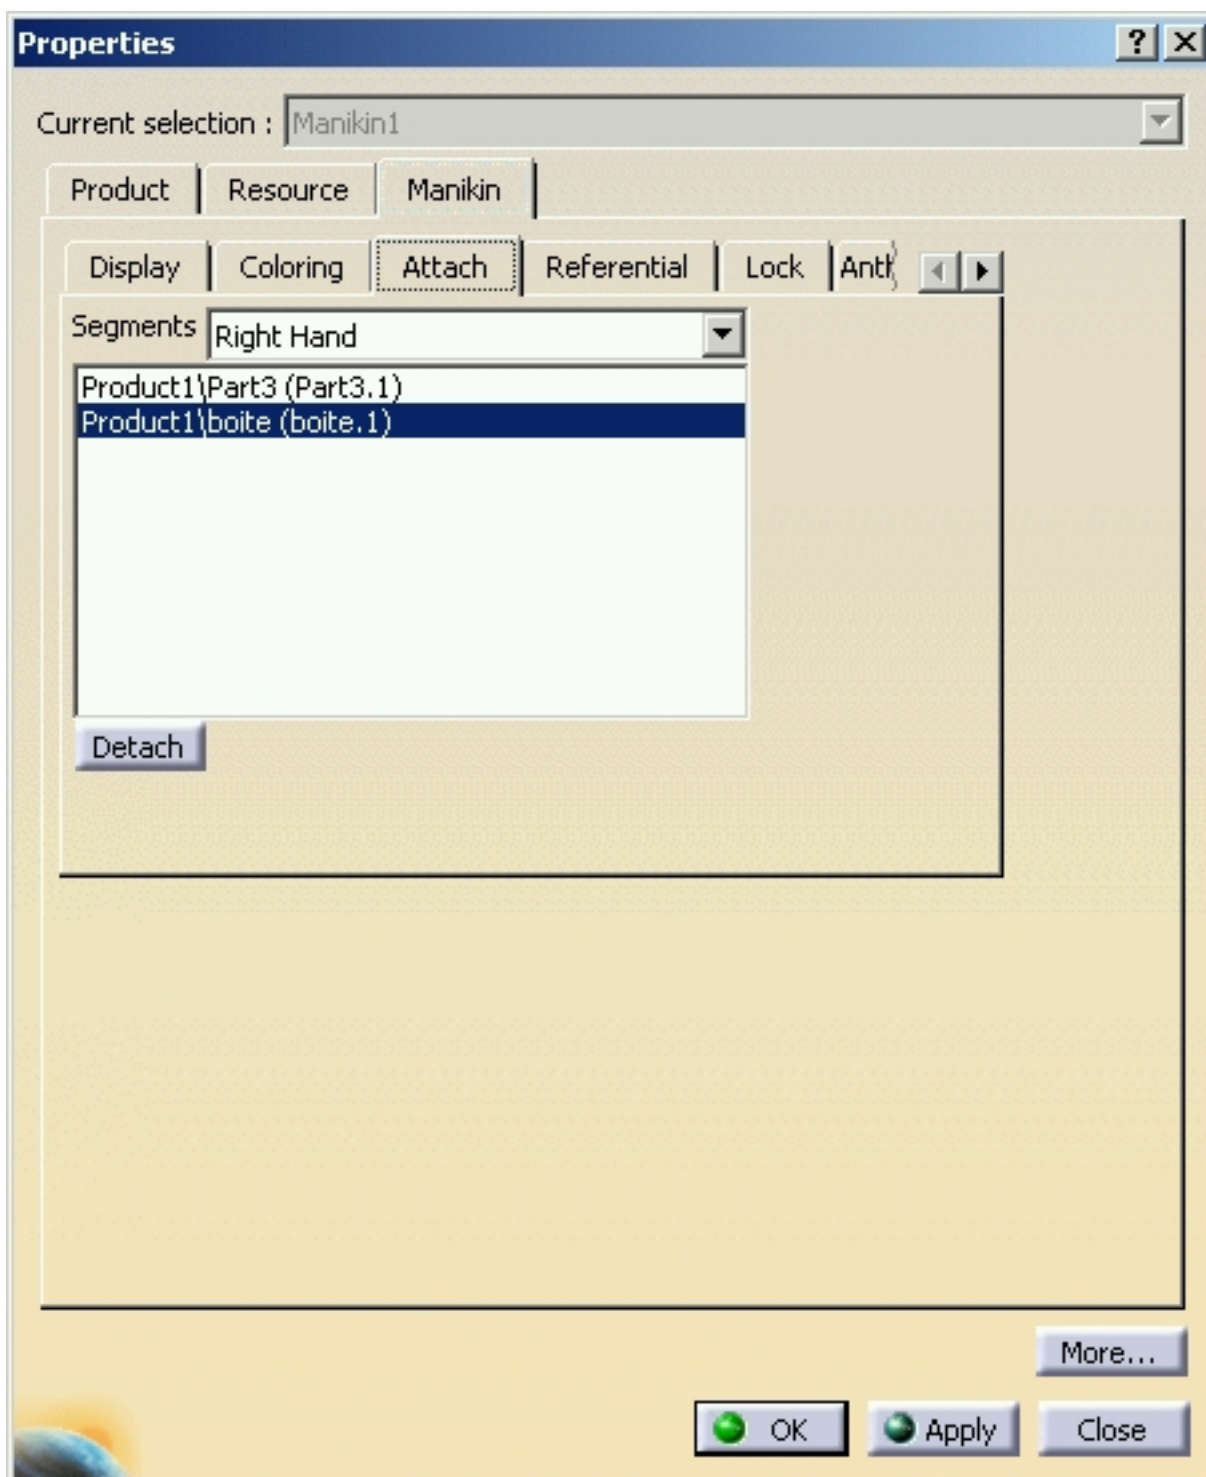 Properties
Current selection : Manikin1
Product Resource Manikin
Display Coloring Attach Referential Lock
Segments Right Hand
Product1\Part3 (Part3.1)
Product1\boite (boite.1)
Detach
More...
OK Apply Close